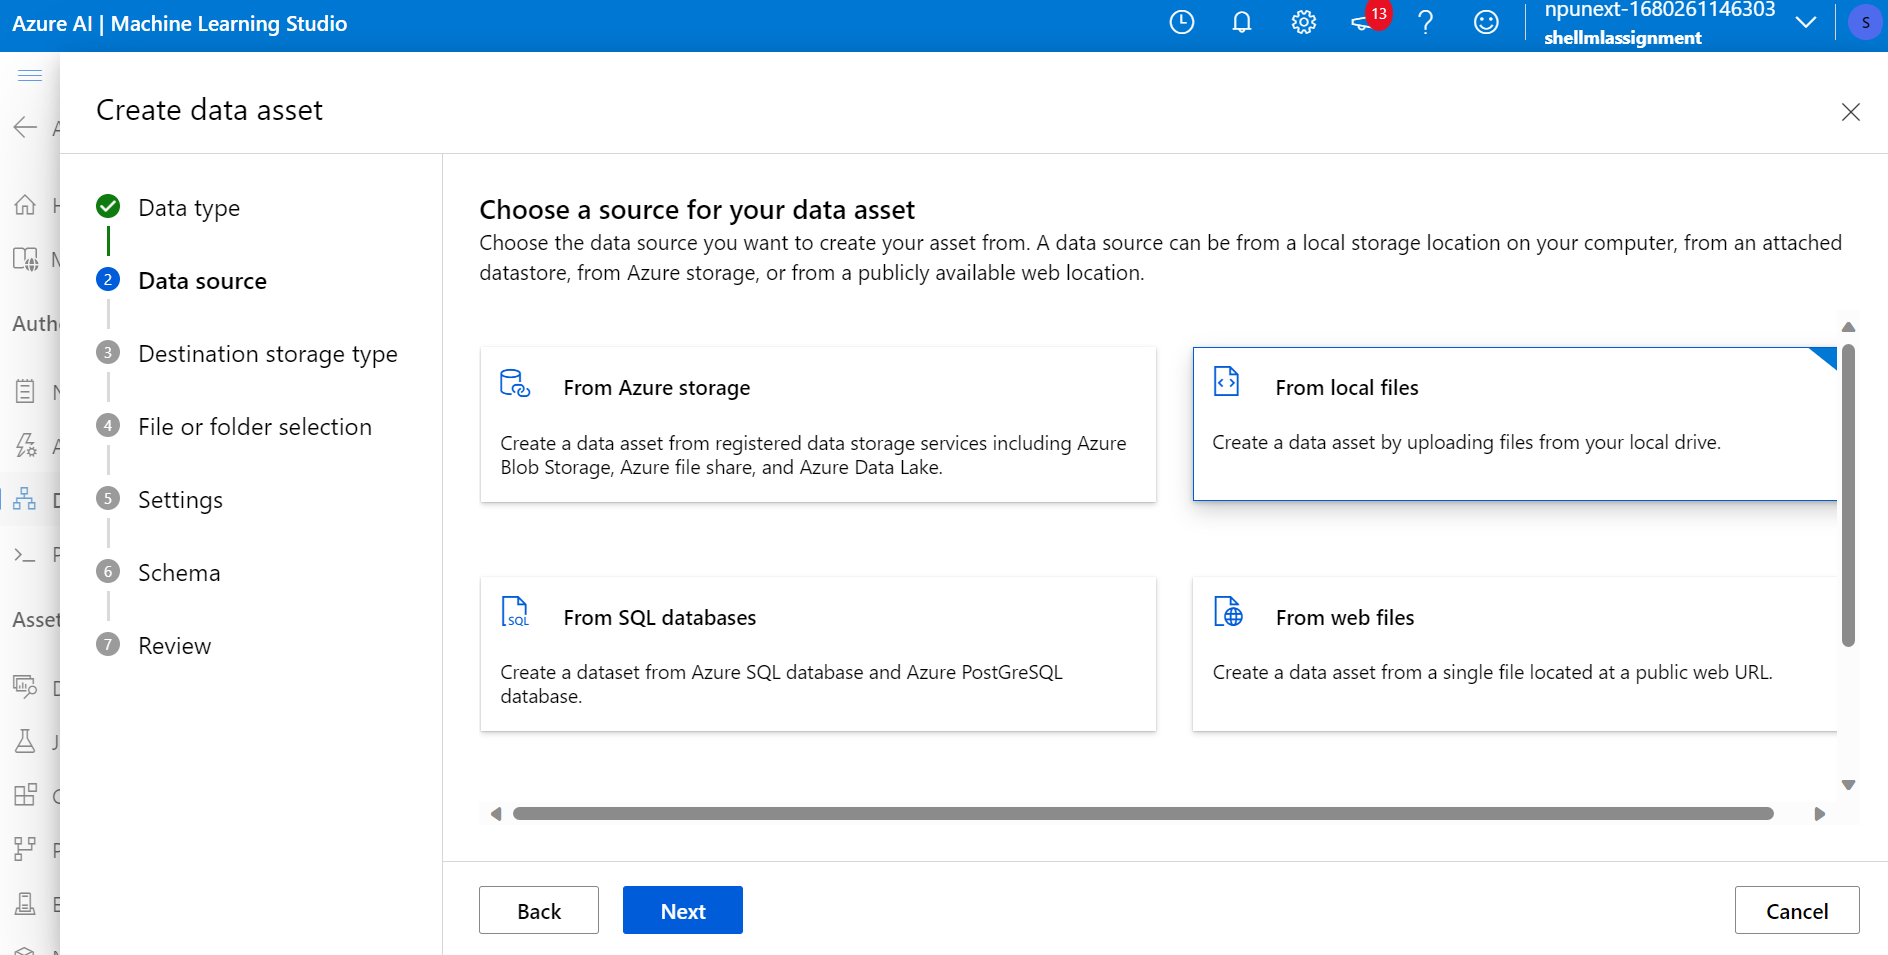 Azure AI | Machine Learning Studio
13
npunext-1680261146303
shellmlassignment
S
Create data asset
Auth
Asset
Data type
2 Data source
3 Destination storage type
4 File or folder selection
5 Settings
6 Schema
7 Review
Choose a source for your data asset
Choose the data source you want to create your asset from. A data source can be from a local storage location on your computer, from an attached
datastore, from Azure storage, or from a publicly available web location.
From Azure storage
Create a data asset from registered data storage services including Azure
Blob Storage, Azure file share, and Azure Data Lake.
From local files
Create a data asset by uploading files from your local drive.
SQL
From SQL databases
Create a dataset from Azure SQL database and Azure PostGreSQL
database.
From web files
Create a data asset from a single file located at a public web URL.
Back
Next
Cancel